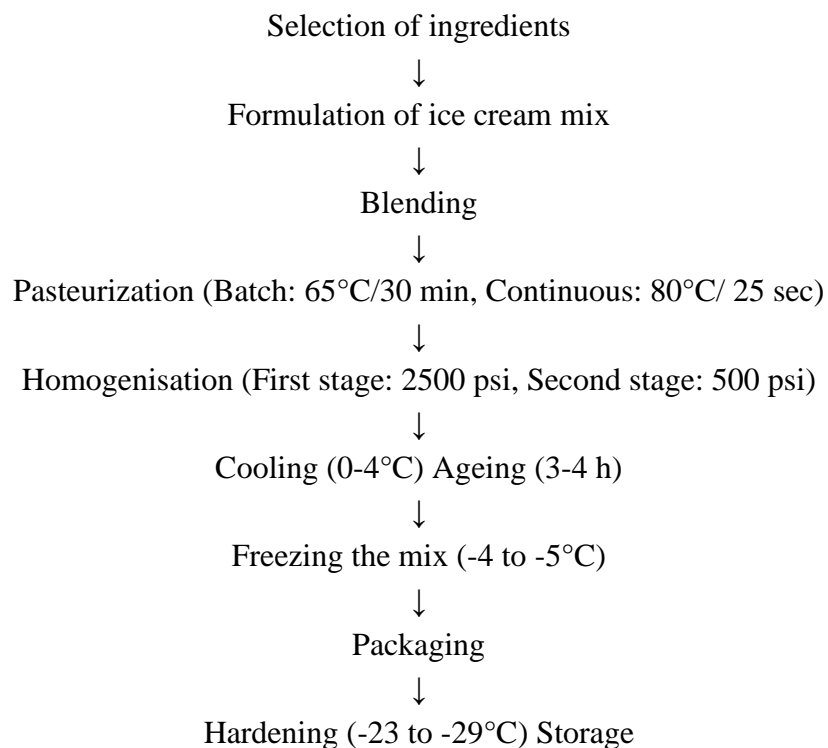 Selection of ingredients
↓
Formulation of ice cream mix
↓
Blending
↓
Pasteurization (Batch: 65°C/30 min, Continuous: 80°C/ 25 sec)
↓
Homogenisation (First stage: 2500 psi, Second stage: 500 psi)
↓
Cooling (0-4°C) Ageing (3-4 h)
↓
Freezing the mix (-4 to -5°C)
↓
Packaging
↓
Hardening (-23 to -29°C) Storage